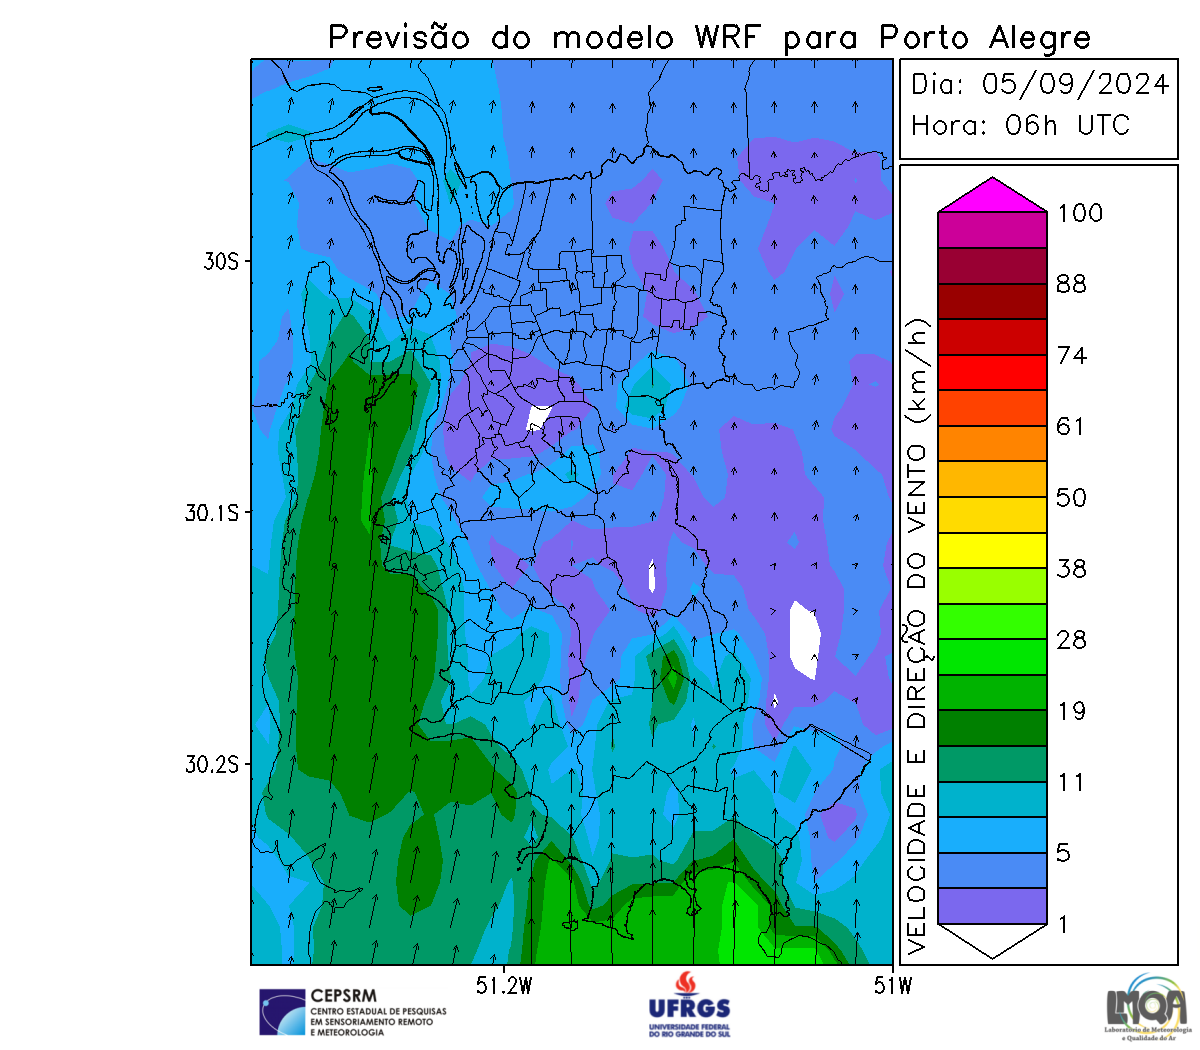 Previsão do modelo WRF para Porto Alegre
Dia: 05/09/2024
Hora: 06h UTC
30S
30.1S
30.2S
51.2W
51W
VELOCIDADE E DIREÇÃO DO VENTO (km/h)
100
88
74
61
50
38
28
19
11
5
1
CEPSRM
CENTRO ESTADUAL DE PESQUISAS
EM SENSORIAMENTO REMOTO
E METEOROLOGIA
UFRGS
UNIVERSIDADE FEDERAL
DO RIO GRANDE DO SUL
LMQA
Laboratório de Meteorologia
e Qualidade do Ar